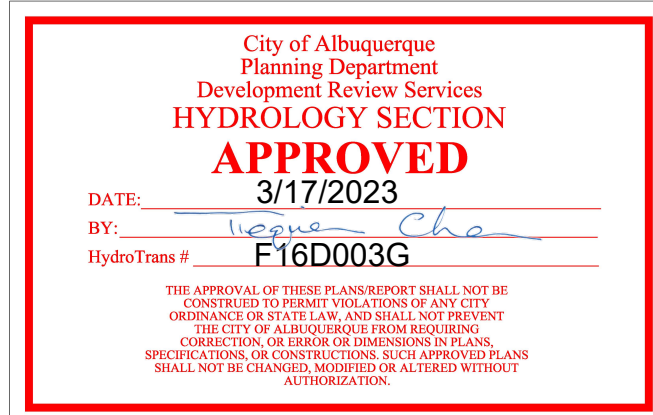 City of Albuquerque
Planning Department
Development Review Services
HYDROLOGY SECTION
APPROVED
DATE: 3/17/2023
BY: Chen
HydroTrans # F16D003G
THE APPROVAL OF THESE PLANS/REPORT SHALL NOT BE
CONSTRUED TO PERMIT VIOLATIONS OF ANY CITY
ORDINANCE OR STATE LAW, AND SHALL NOT PREVENT
THE CITY OF ALBUQUERQUE FROM REQUIRING
CORRECTION, OR ERROR OR DIMENSIONS IN PLANS,
SPECIFICATIONS, OR CONSTRUCTIONS. SUCH APPROVED PLANS
SHALL NOT BE CHANGED, MODIFIED OR ALTERED WITHOUT
AUTHORIZATION.